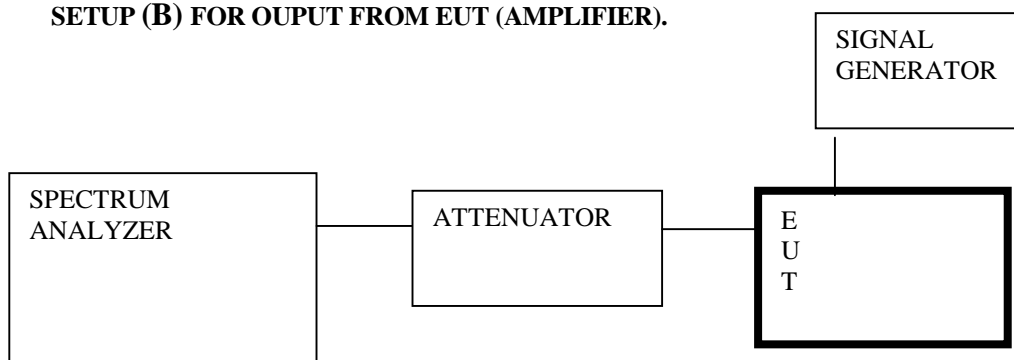 SETUP (B) FOR OUPUT FROM EUT (AMPLIFIER).
SIGNAL
GENERATOR
SPECTRUM
ANALYZER
ATTENUATOR
E
U
T